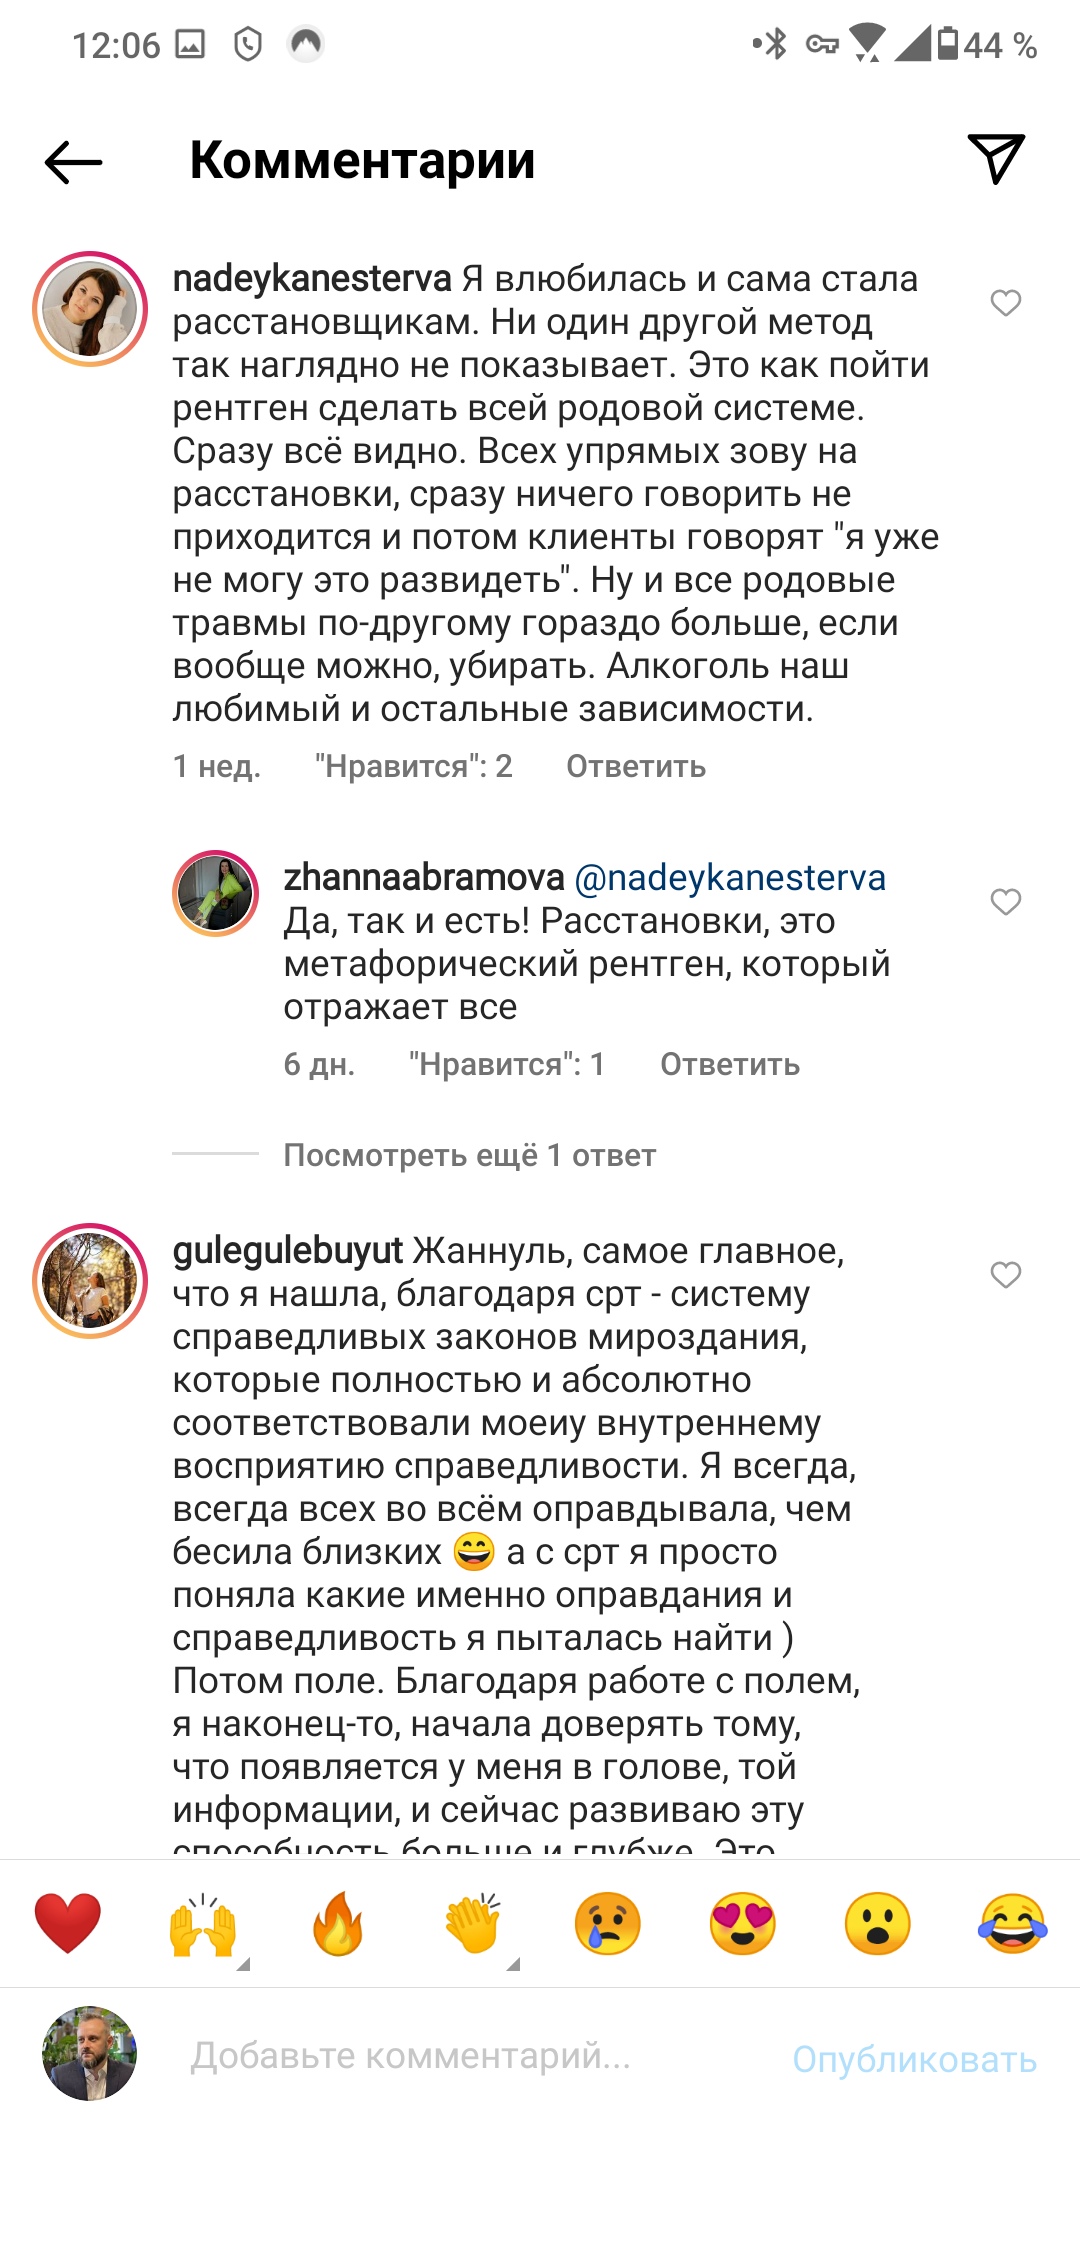 12:06
44 %
Комментарии
nadeykanesterva Я влюбилась и сама стала
расстановщикам. Ни один другой метод
так наглядно не показывает. Это как пойти
рентген сделать всей родовой системе.
Сразу всё видно. Всех упрямых зову на
расстановки, сразу ничего говорить не
приходится и потом клиенты говорят "я уже
не могу это развидеть". Ну и все родовые
травмы по-другому гораздо больше, если
вообще можно, убирать. Алкоголь наш
любимый и остальные зависимости.
1 нед. "Нравится": 2 Ответить
zhannaabramova @nadeykanesterva
Да, так и есть! Расстановки, это
метафорический рентген, который
отражает все
6 дн. "Нравится": 1 Ответить
Посмотреть ещё 1 ответ
gulegulebuyut Жаннуль, самое главное,
что я нашла, благодаря срт - систему
справедливых законов мироздания,
которые полностью и абсолютно
соответствовали моеиу внутреннему
восприятию справедливости. Я всегда,
всегда всех во всём оправдывала, чем
бесила близких 😄 а с срт я просто
поняла какие именно оправдания и
справедливость я пыталась найти )
Потом поле. Благодаря работе с полем,
я наконец-то, начала доверять тому,
что появляется у меня в голове, той
информации, и сейчас развиваю эту
способность больше и глубже. Это
Добавьте комментарий...
Опубликовать